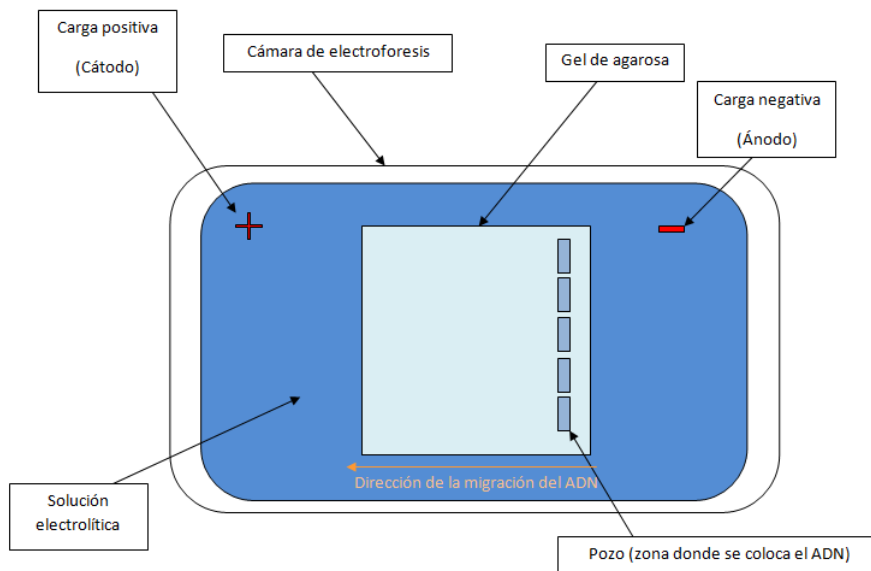 Carga positiva
(Cátodo)
Cámara de electroforesis
Gel de agarosa
Carga negativa
(Ánodo)
Dirección de la migración del ADN
Solución
electrolítica
Pozo (zona donde se coloca el ADN)